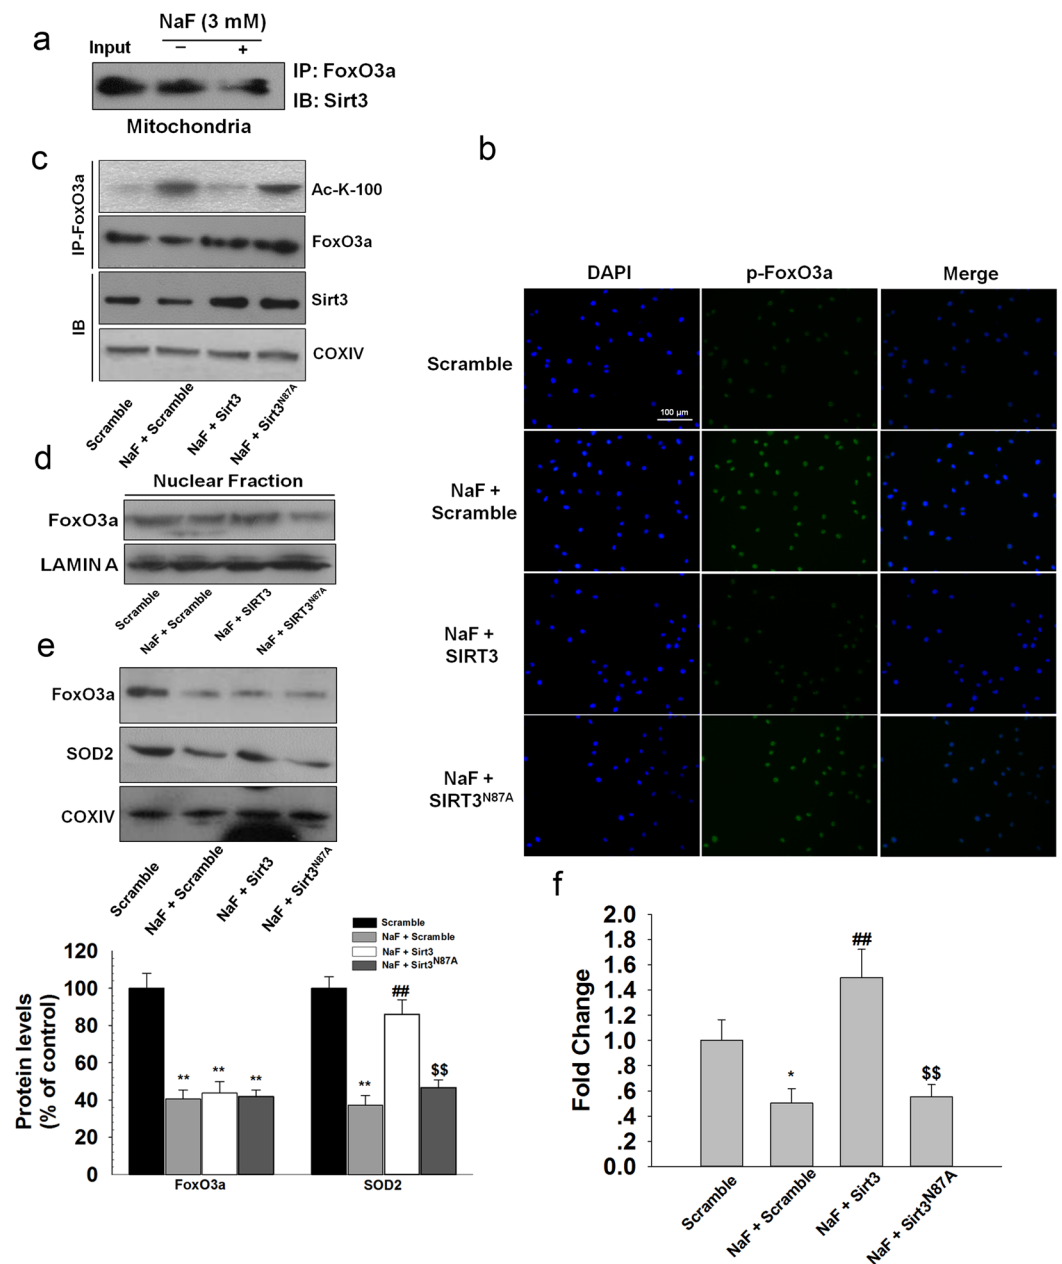 a
NaF (3 mM)
Input – +
IP: FoxO3a
IB: Sirt3
Mitochondria
b
DAPI p-FoxO3a Merge
Scramble
100 µm
NaF +
Scramble
NaF +
SIRT3
NaF +
SIRT3N87A
c
IP-FoxO3a
Ac-K-100
FoxO3a
IB
Sirt3
COXIV
Scramble
NaF + Scramble
NaF + Sirt3
NaF + Sirt3N87A
d
Nuclear Fraction
FoxO3a
LAMIN A
Scramble
NaF + Scramble
NaF + SIRT3
NaF + SIRT3N87A
e
FoxO3a
SOD2
COXIV
Scramble
NaF + Scramble
NaF + Sirt3
NaF + Sirt3N87A
Scramble
NaF + Scramble
NaF + Sirt3
NaF + Sirt3N87A
Protein levels
(% of control)
120
100
80
60
40
20
0
** ** **
** ## $$
FoxO3a SOD2
f
Fold Change
2.0
1.8
1.6
1.4
1.2
1.0
.8
.6
.4
.2
0.0
* ## $$
Scramble
NaF + Scramble
NaF + Sirt3
NaF + Sirt3N87A